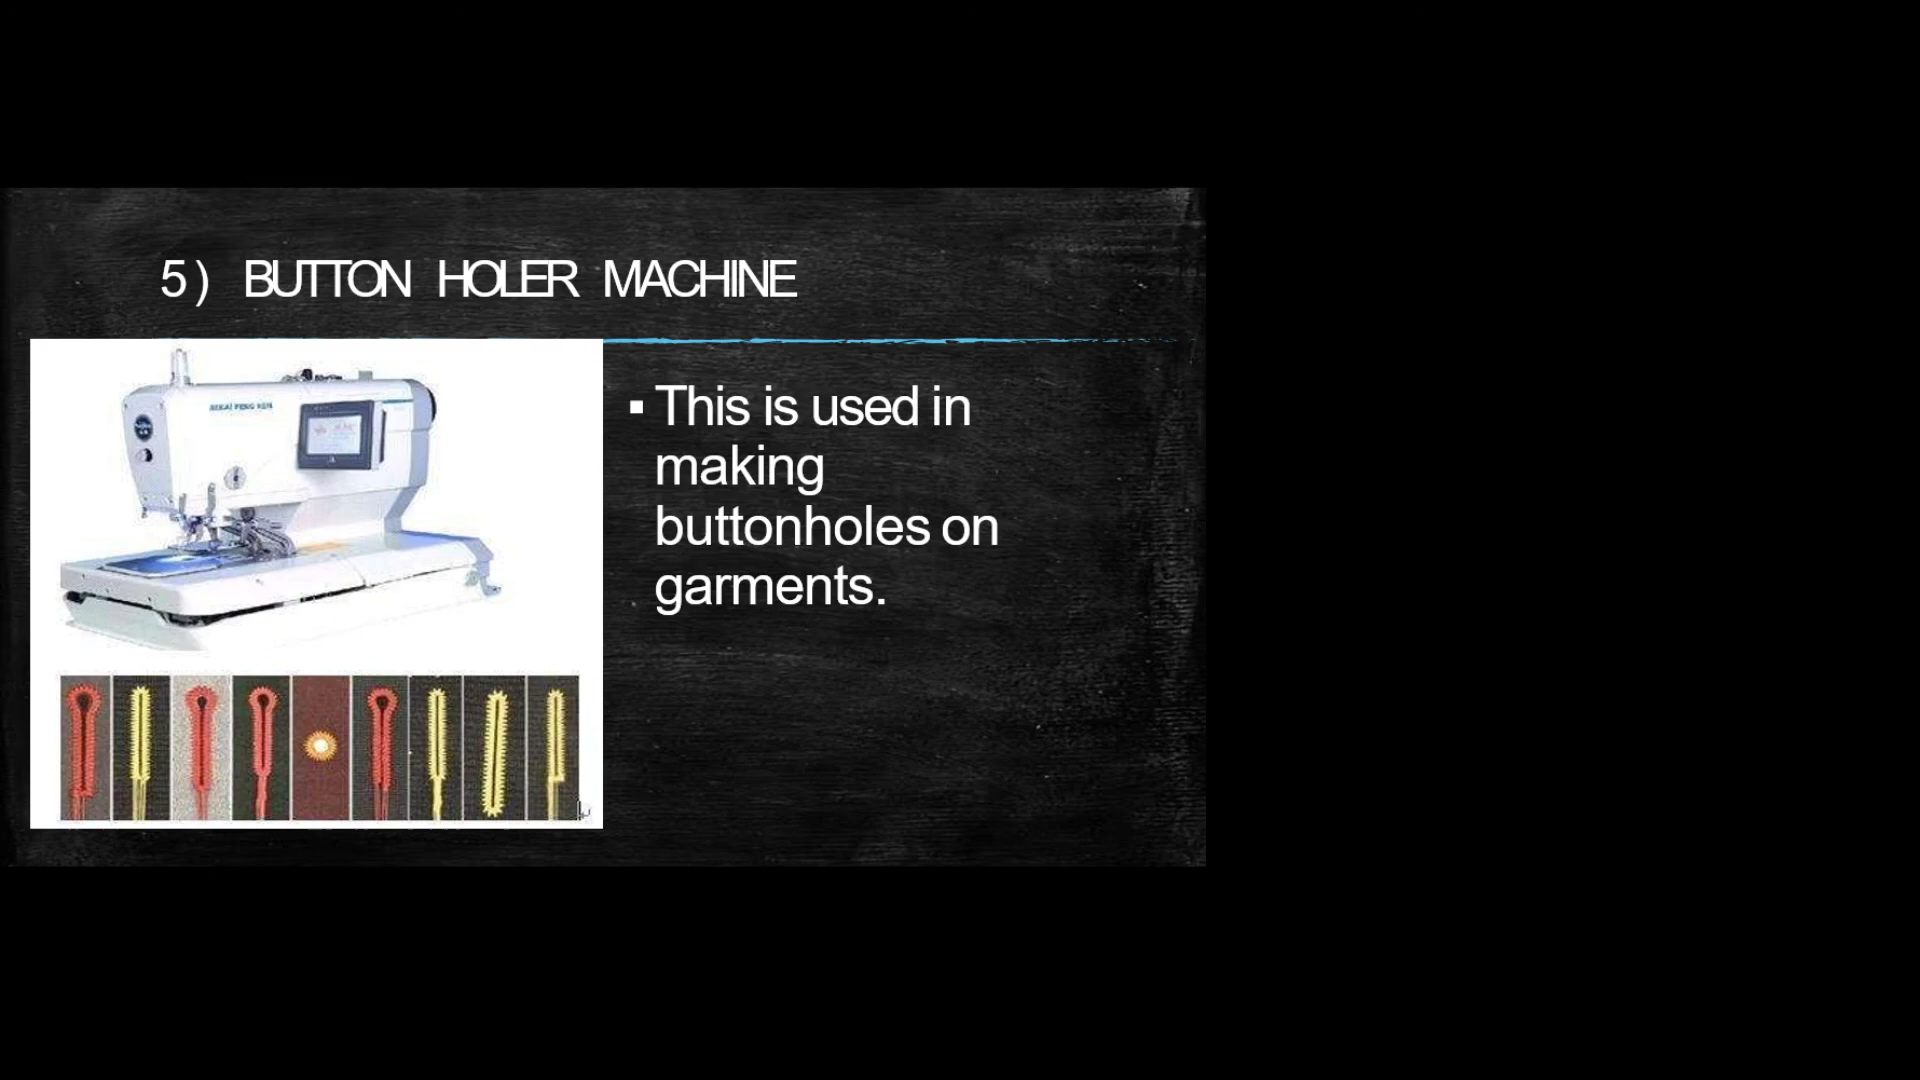 5) BUTTON HOLER MACHINE
▪ This is used in
making
buttonholes on
garments.